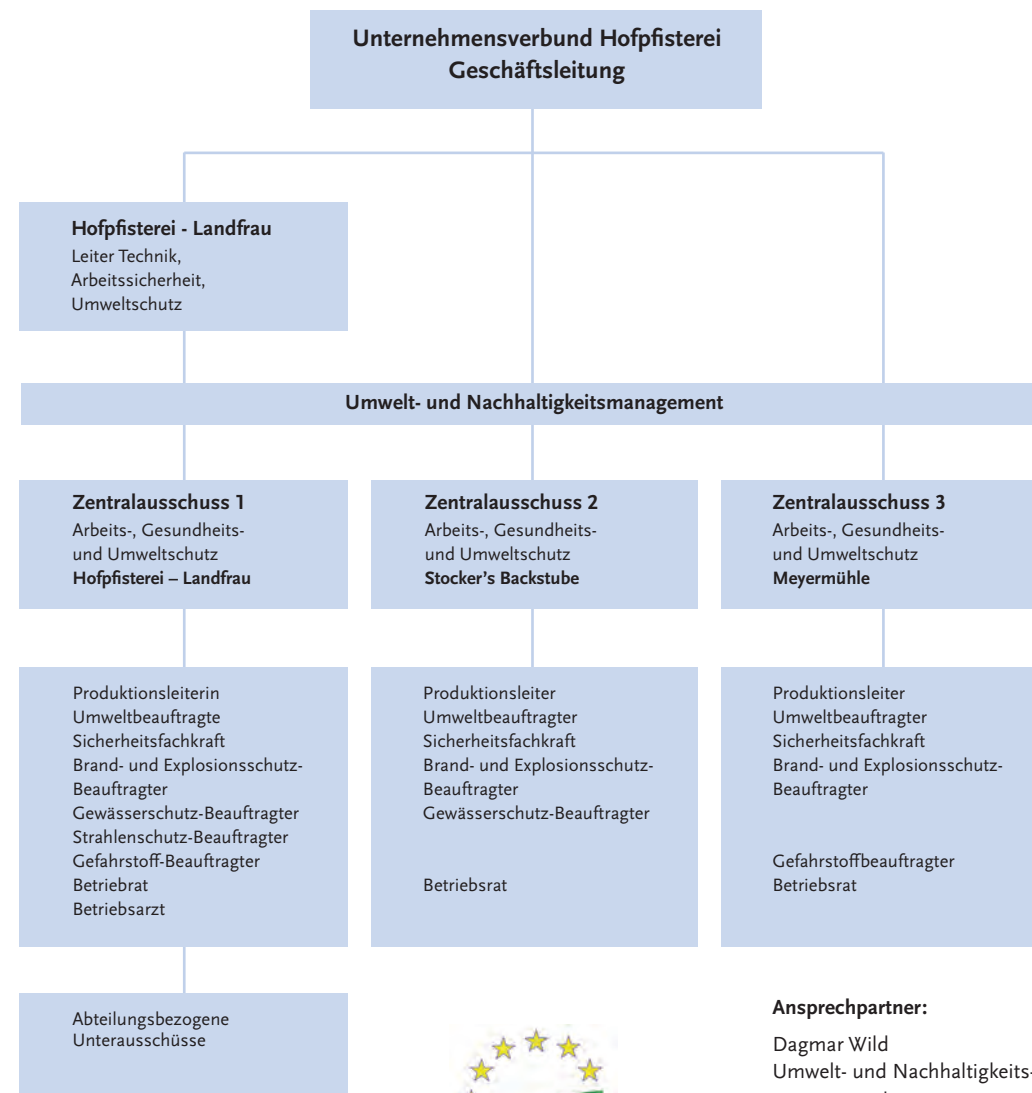 Unternehmensverbund Hofpfisterei
Geschäftsleitung
Hofpfisterei - Landfrau
Leiter Technik,
Arbeitssicherheit,
Umweltschutz
Umwelt- und Nachhaltigkeitsmanagement
Zentralausschuss 1
Arbeits-, Gesundheits-
und Umweltschutz
Hofpfisterei – Landfrau
Zentralausschuss 2
Arbeits-, Gesundheits-
und Umweltschutz
Stocker's Backstube
Zentralausschuss 3
Arbeits-, Gesundheits-
und Umweltschutz
Meyermühle
Produktionsleiterin
Umweltbeauftragte
Sicherheitsfachkraft
Brand- und Explosionsschutz-
Beauftragter
Gewässerschutz-Beauftragter
Strahlenschutz-Beauftragter
Gefahrstoff-Beauftragter
Betriebrat
Betriebsarzt
Produktionsleiter
Umweltbeauftragter
Sicherheitsfachkraft
Brand- und Explosionsschutz-
Beauftragter
Gewässerschutz-Beauftragter
Betriebsrat
Produktionsleiter
Umweltbeauftragter
Sicherheitsfachkraft
Brand- und Explosionsschutz-
Beauftragter
Gefahrstoffbeauftragter
Betriebsrat
Abteilungsbezogene
Unterausschüsse
Ansprechpartner:
Dagmar Wild
Umwelt- und Nachhaltigkeits-